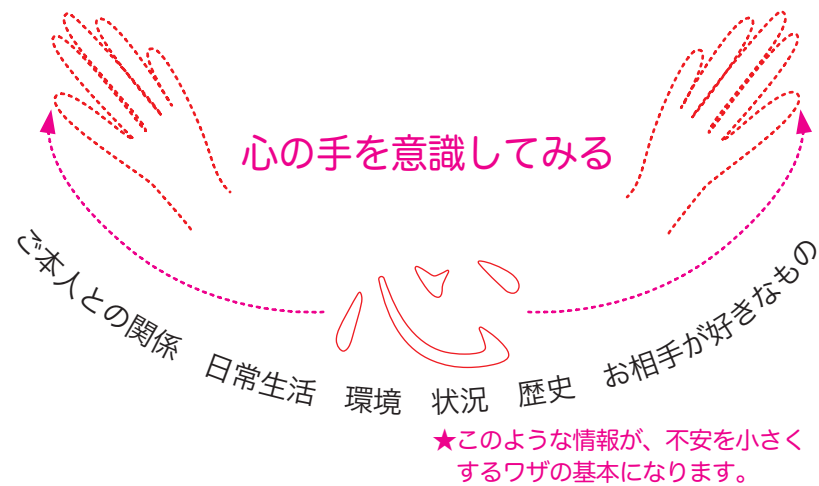 心の手を意識してみる
心
ご本人との関係　日常生活　環境　状況　歴史　お相手が好きなもの
★このような情報が、不安を小さく
するワザの基本になります。